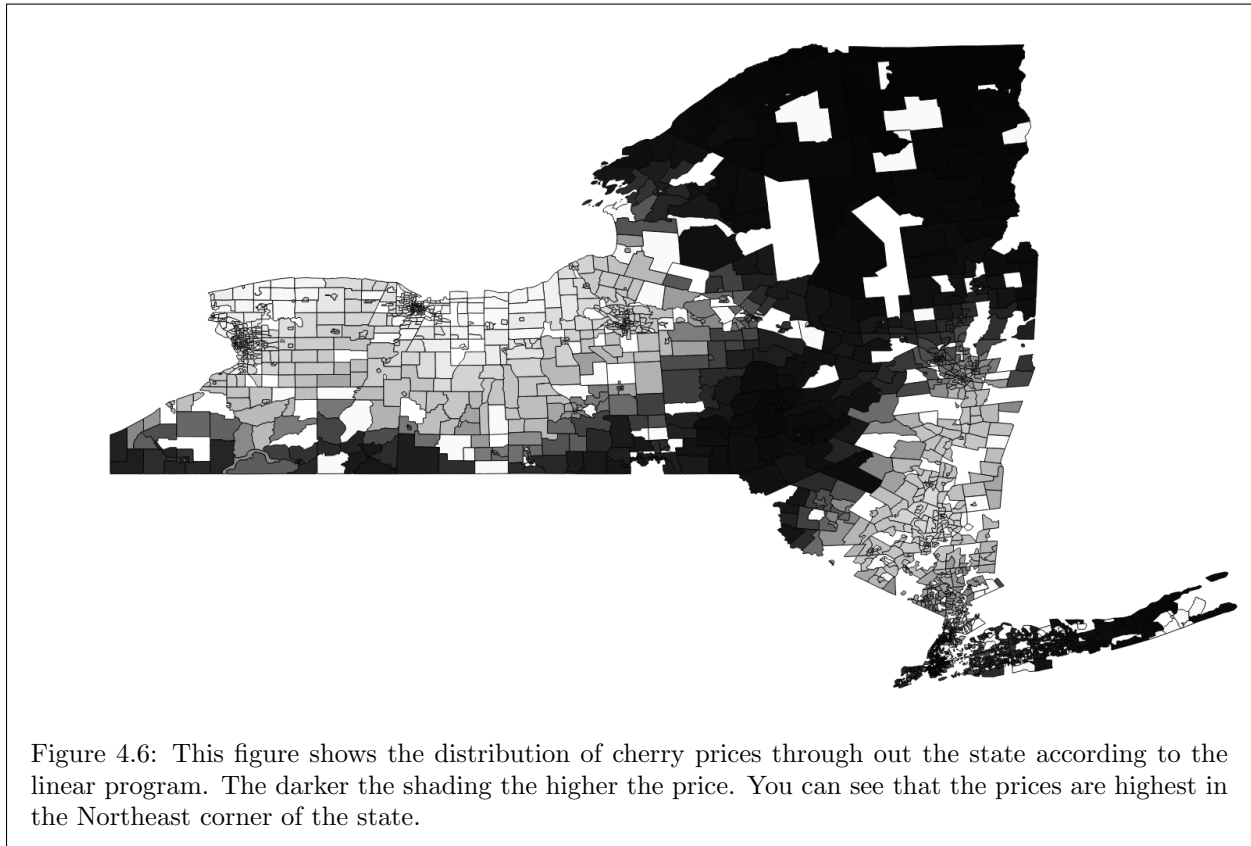 Figure 4.6: This figure shows the distribution of cherry prices through out the state according to the
linear program. The darker the shading the higher the price. You can see that the prices are highest in
the Northeast corner of the state.